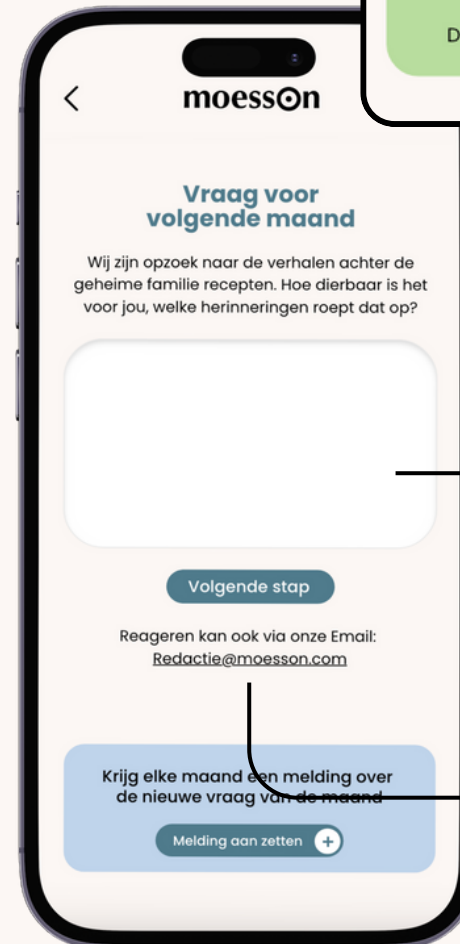 D
moesson
Vraag voor
volgende maand
Wij zijn opzoek naar de verhalen achter de
geheime familie recepten. Hoe dierbaar is het
voor jou, welke herinneringen roept dat op?
Volgende stap
Reageren kan ook via onze Email:
Redactie@moesson.com
Krijg elke maand een melding over
de nieuwe vraag van de maand
Melding aan zetten +